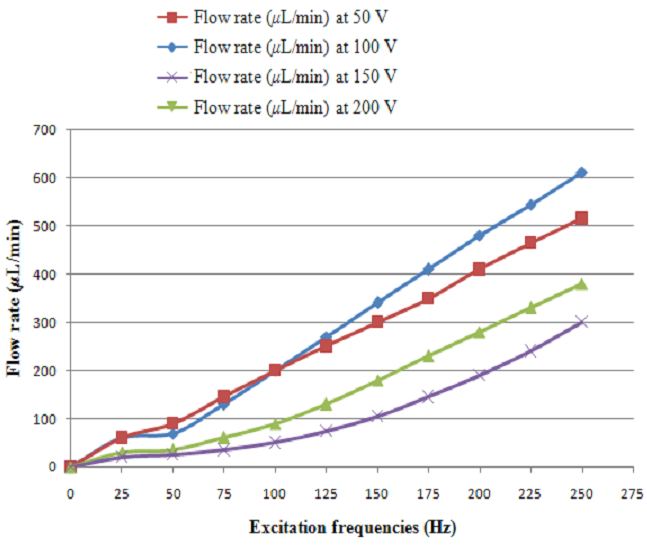 Flow rate (μL/min) at 50 V
Flow rate (μL/min) at 100 V
Flow rate (μL/min) at 150 V
Flow rate (μL/min) at 200 V
700
600
500
400
300
200
100
0
Flow rate (μL/min)
0 25 50 75 100 125 150 175 200 225 250 275
Excitation frequencies (Hz)